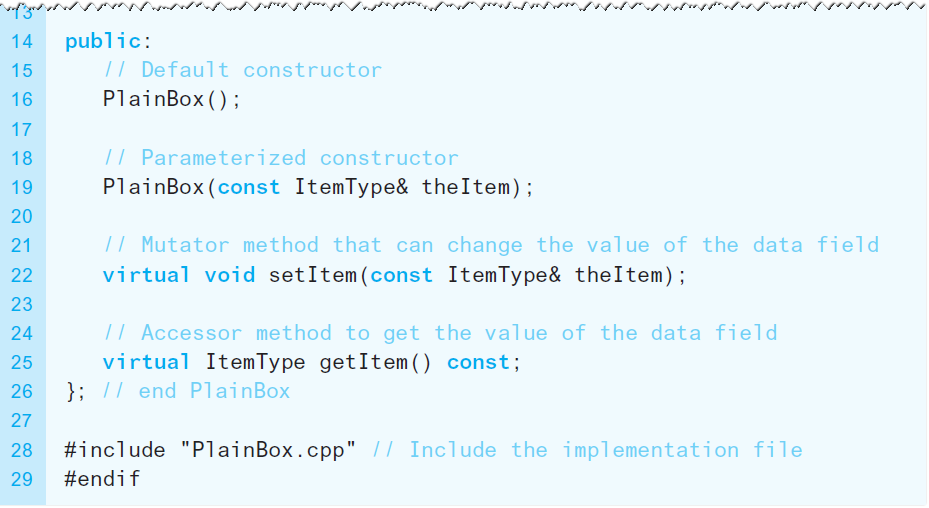 13
14 public:
15 // Default constructor
16 PlainBox();
17
18 // Parameterized constructor
19 PlainBox(const ItemType& theItem);
20
21 // Mutator method that can change the value of the data field
22 virtual void setItem(const ItemType& theItem);
23
24 // Accessor method to get the value of the data field
25 virtual ItemType getItem() const;
26 }; // end PlainBox
27
28 #include "PlainBox.cpp" // Include the implementation file
29 #endif